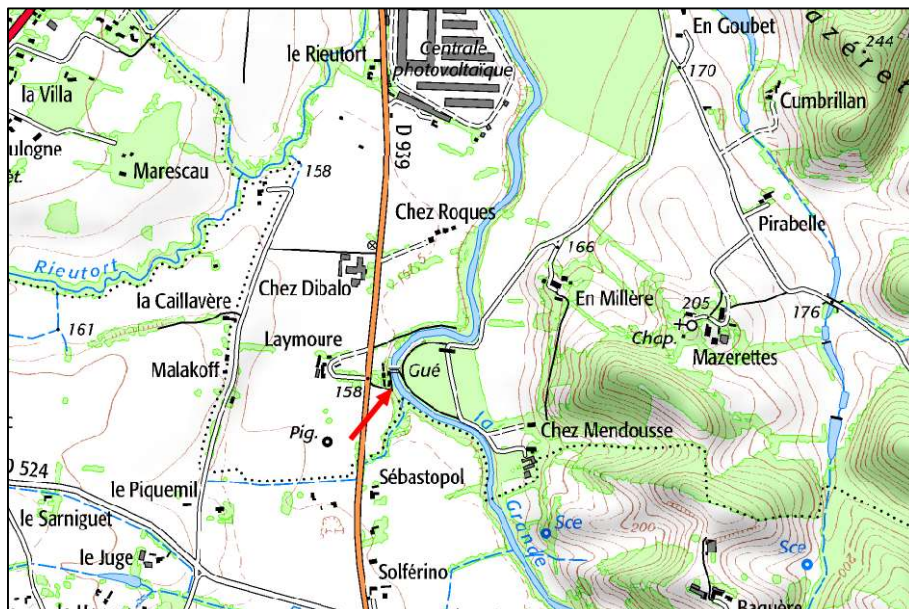 En Goubet
244
le Rieutort
Centrale
photovoltaïque
170
la Villa
Cumbrillan
D 939
Marescau
158
Chez Roques
Pirabelle
166
Rieutort
Chez Dibalo
En Millère
la Caillavère
205
176
161
Laymoure
Chap.
Mazerettes
Malakoff
Gué
158
Pig.
la
Chez Mendousse
D 524
Sébastopol
le Piquemil
Grande
le Sarniguet
Sce
200
Sce
le Juge
Solférino